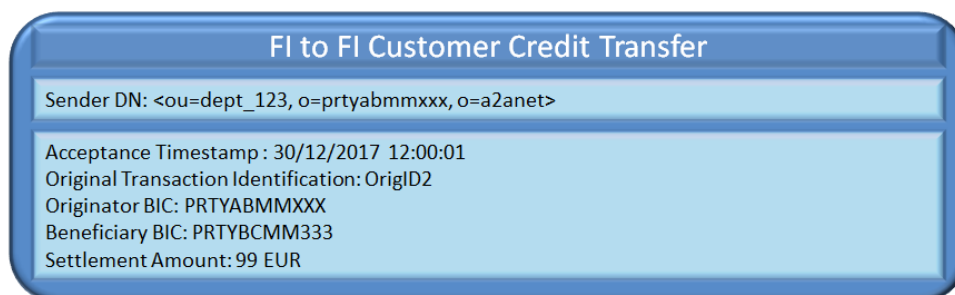 FI to FI Customer Credit Transfer
Sender DN: <ou=dept_123, o=prtyabmmxxx, o=a2anet>
Acceptance Timestamp : 30/12/2017 12:00:01
Original Transaction Identification: OrigID2
Originator BIC: PRTYABMMXXX
Beneficiary BIC: PRTYBCMM333
Settlement Amount: 99 EUR